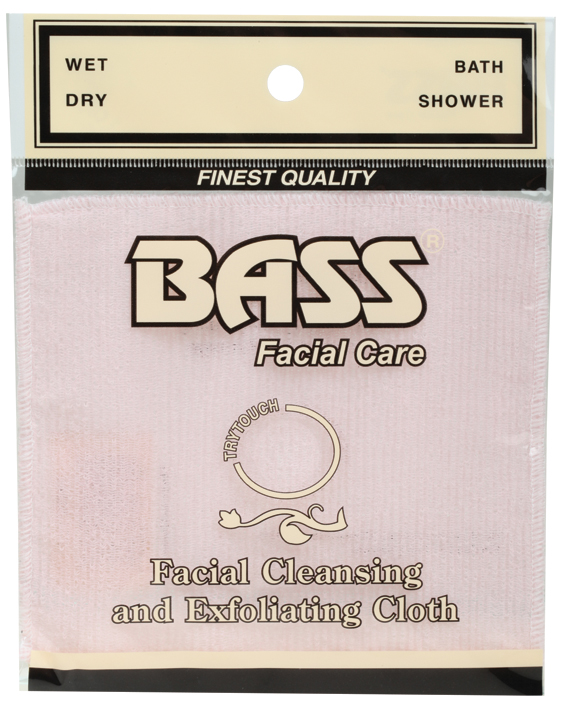 WET
BATH
DRY
SHOWER
FINEST QUALITY
BASS®
Facial Care
TRYTOUCH
Facial Cleansing
and Exfoliating Cloth